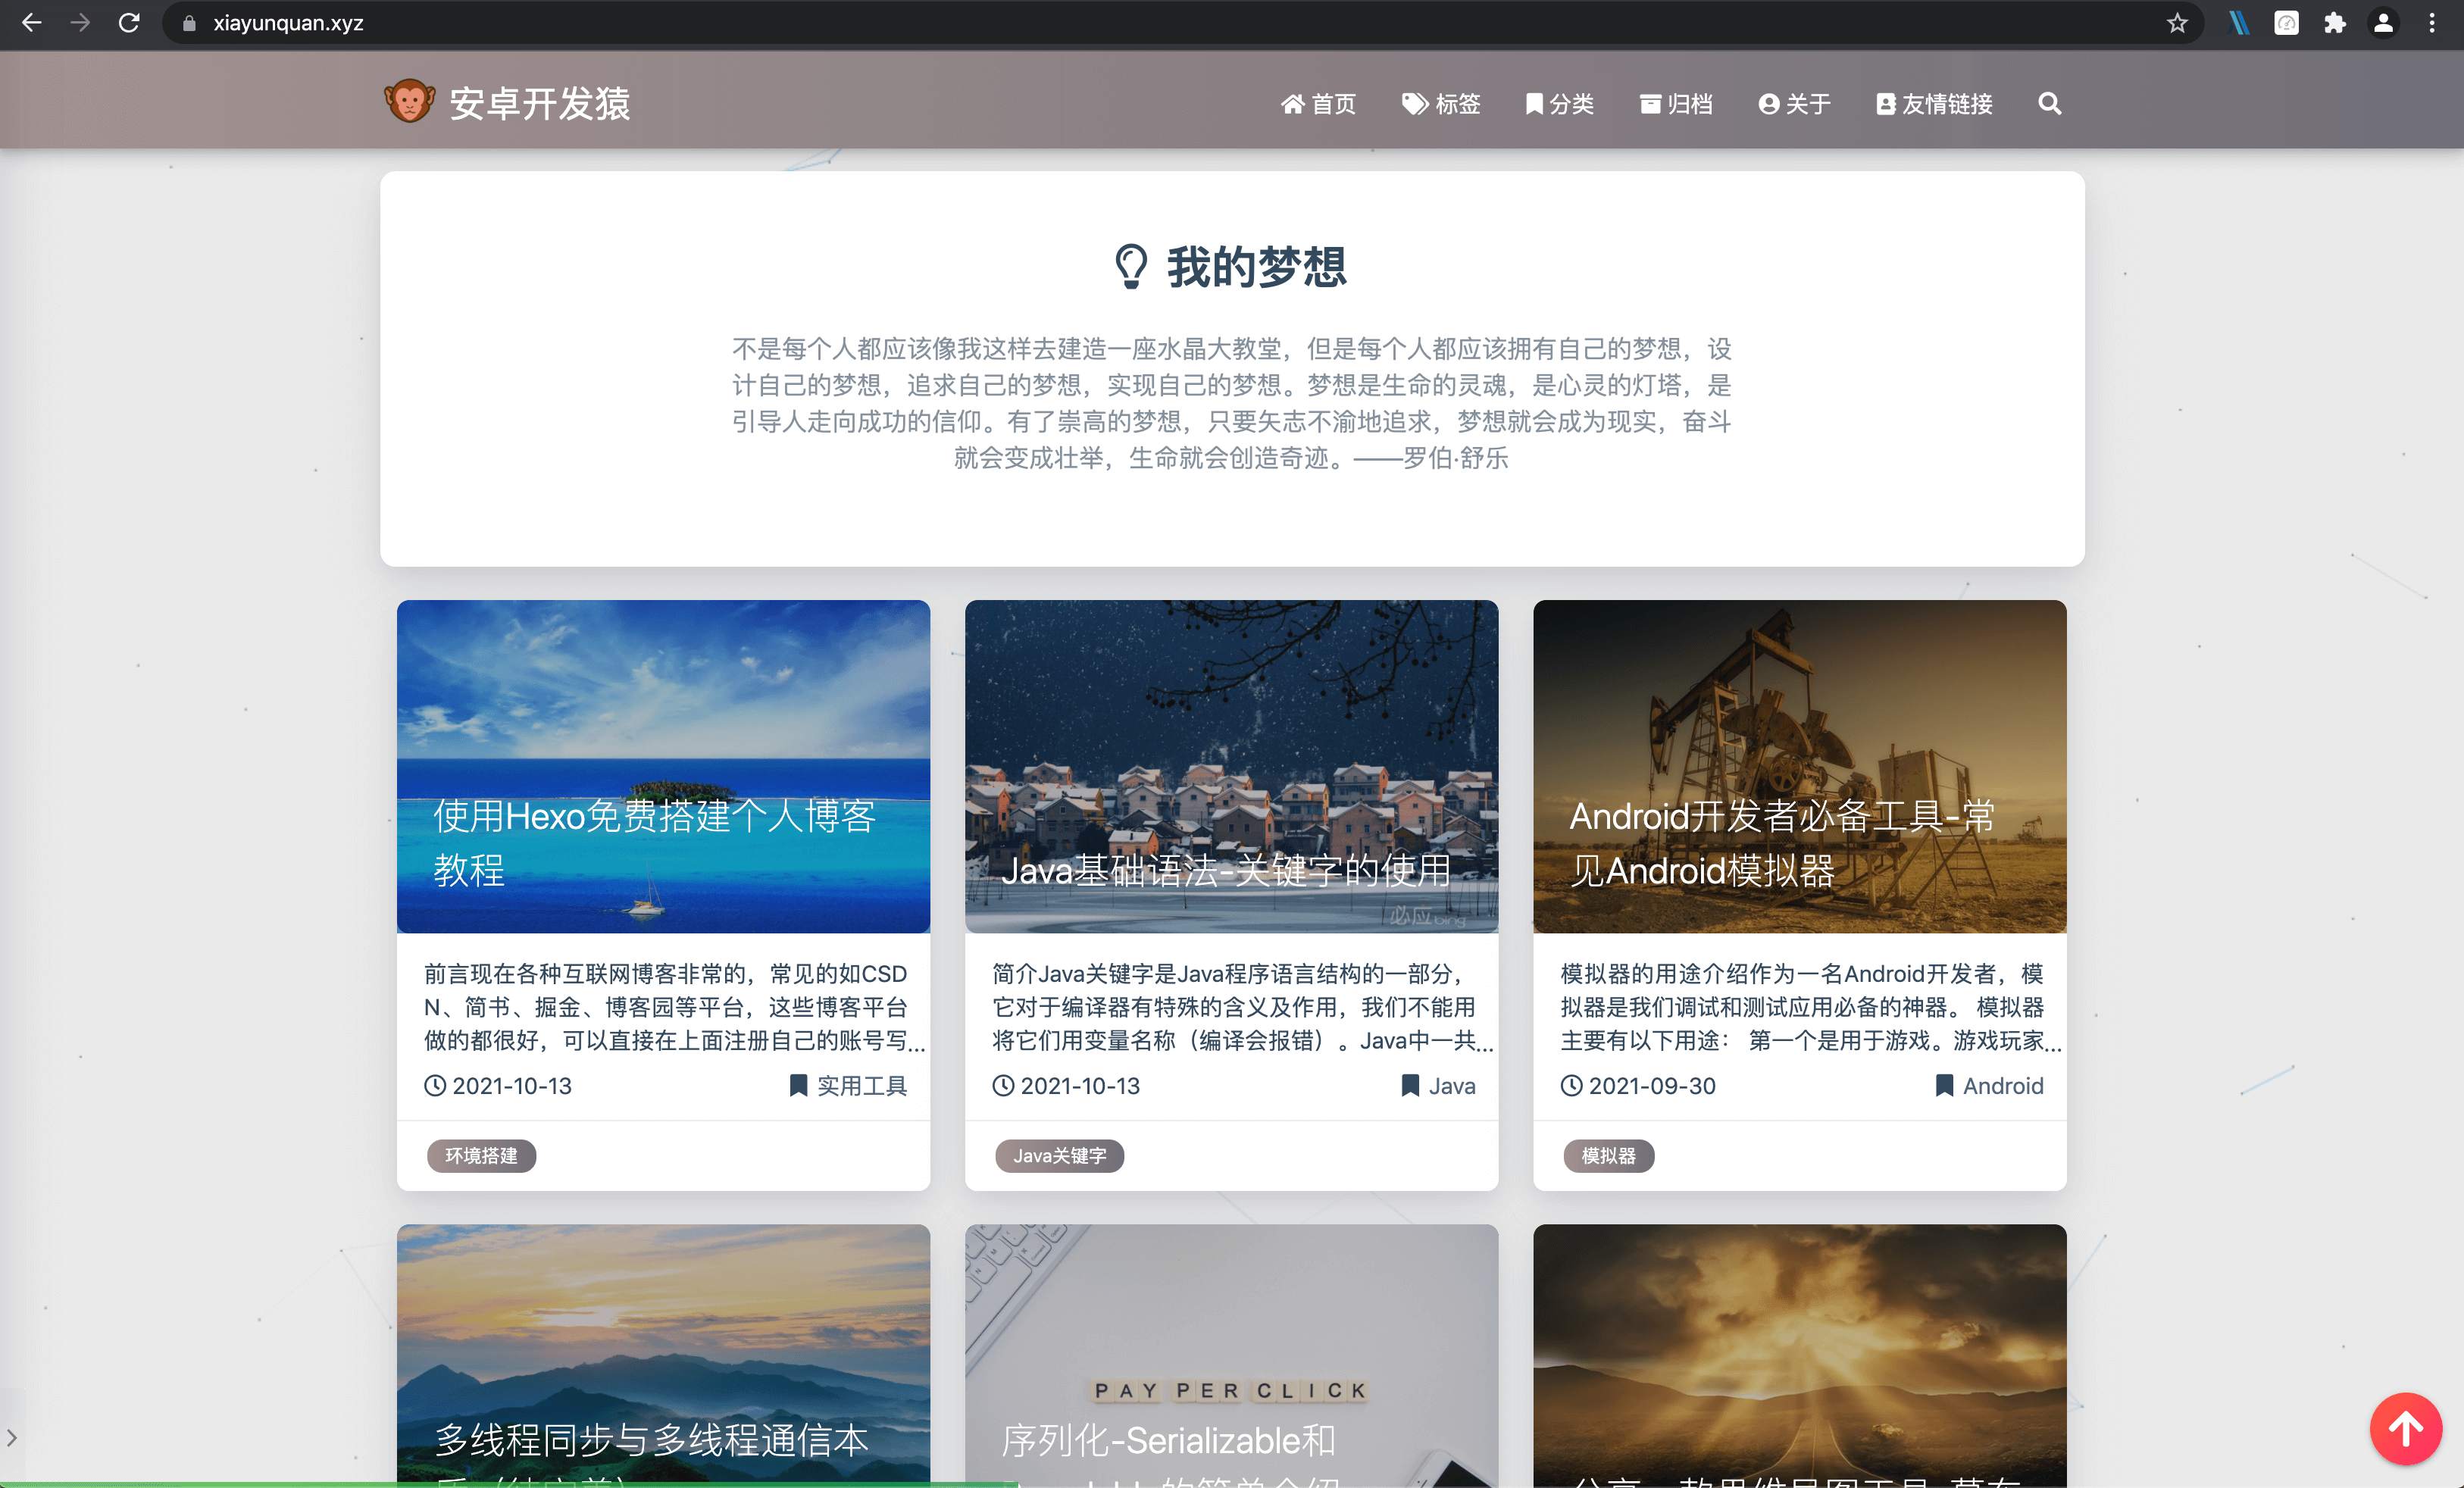 xiayunquan.xyz
安卓开发猿
首页 标签 分类 归档 关于 友情链接
我的梦想
不是每个人都应该像我这样去建造一座水晶大教堂，但是每个人都应该拥有自己的梦想，设
计自己的梦想，追求自己的梦想，实现自己的梦想。梦想是生命的灵魂，是心灵的灯塔，是
引导人走向成功的信仰。有了崇高的梦想，只要矢志不渝地追求，梦想就会成为现实，奋斗
就会变成壮举，生命就会创造奇迹。——罗伯·舒乐
使用Hexo免费搭建个人博客
教程
前言现在各种互联网博客非常的，常见的如CSD
N、简书、掘金、博客园等平台，这些博客平台
做的都很好，可以直接在上面注册自己的账号写...
2021-10-13 实用工具
环境搭建
Java基础语法-关键字的使用
必应bing
简介Java关键字是Java程序语言结构的一部分，
它对于编译器有特殊的含义及作用，我们不能用
将它们用变量名称（编译会报错）。Java中一共...
2021-10-13 Java
Java关键字
Android开发者必备工具-常
见Android模拟器
模拟器的用途介绍作为一名Android开发者，模
拟器是我们调试和测试应用必备的神器。 模拟器
主要有以下用途： 第一个是用于游戏。游戏玩家...
2021-09-30 Android
模拟器
多线程同步与多线程通信本
PAY PER CLICK
序列化-Serializable和
的简单介绍
分享一款思维导图工具-幕布